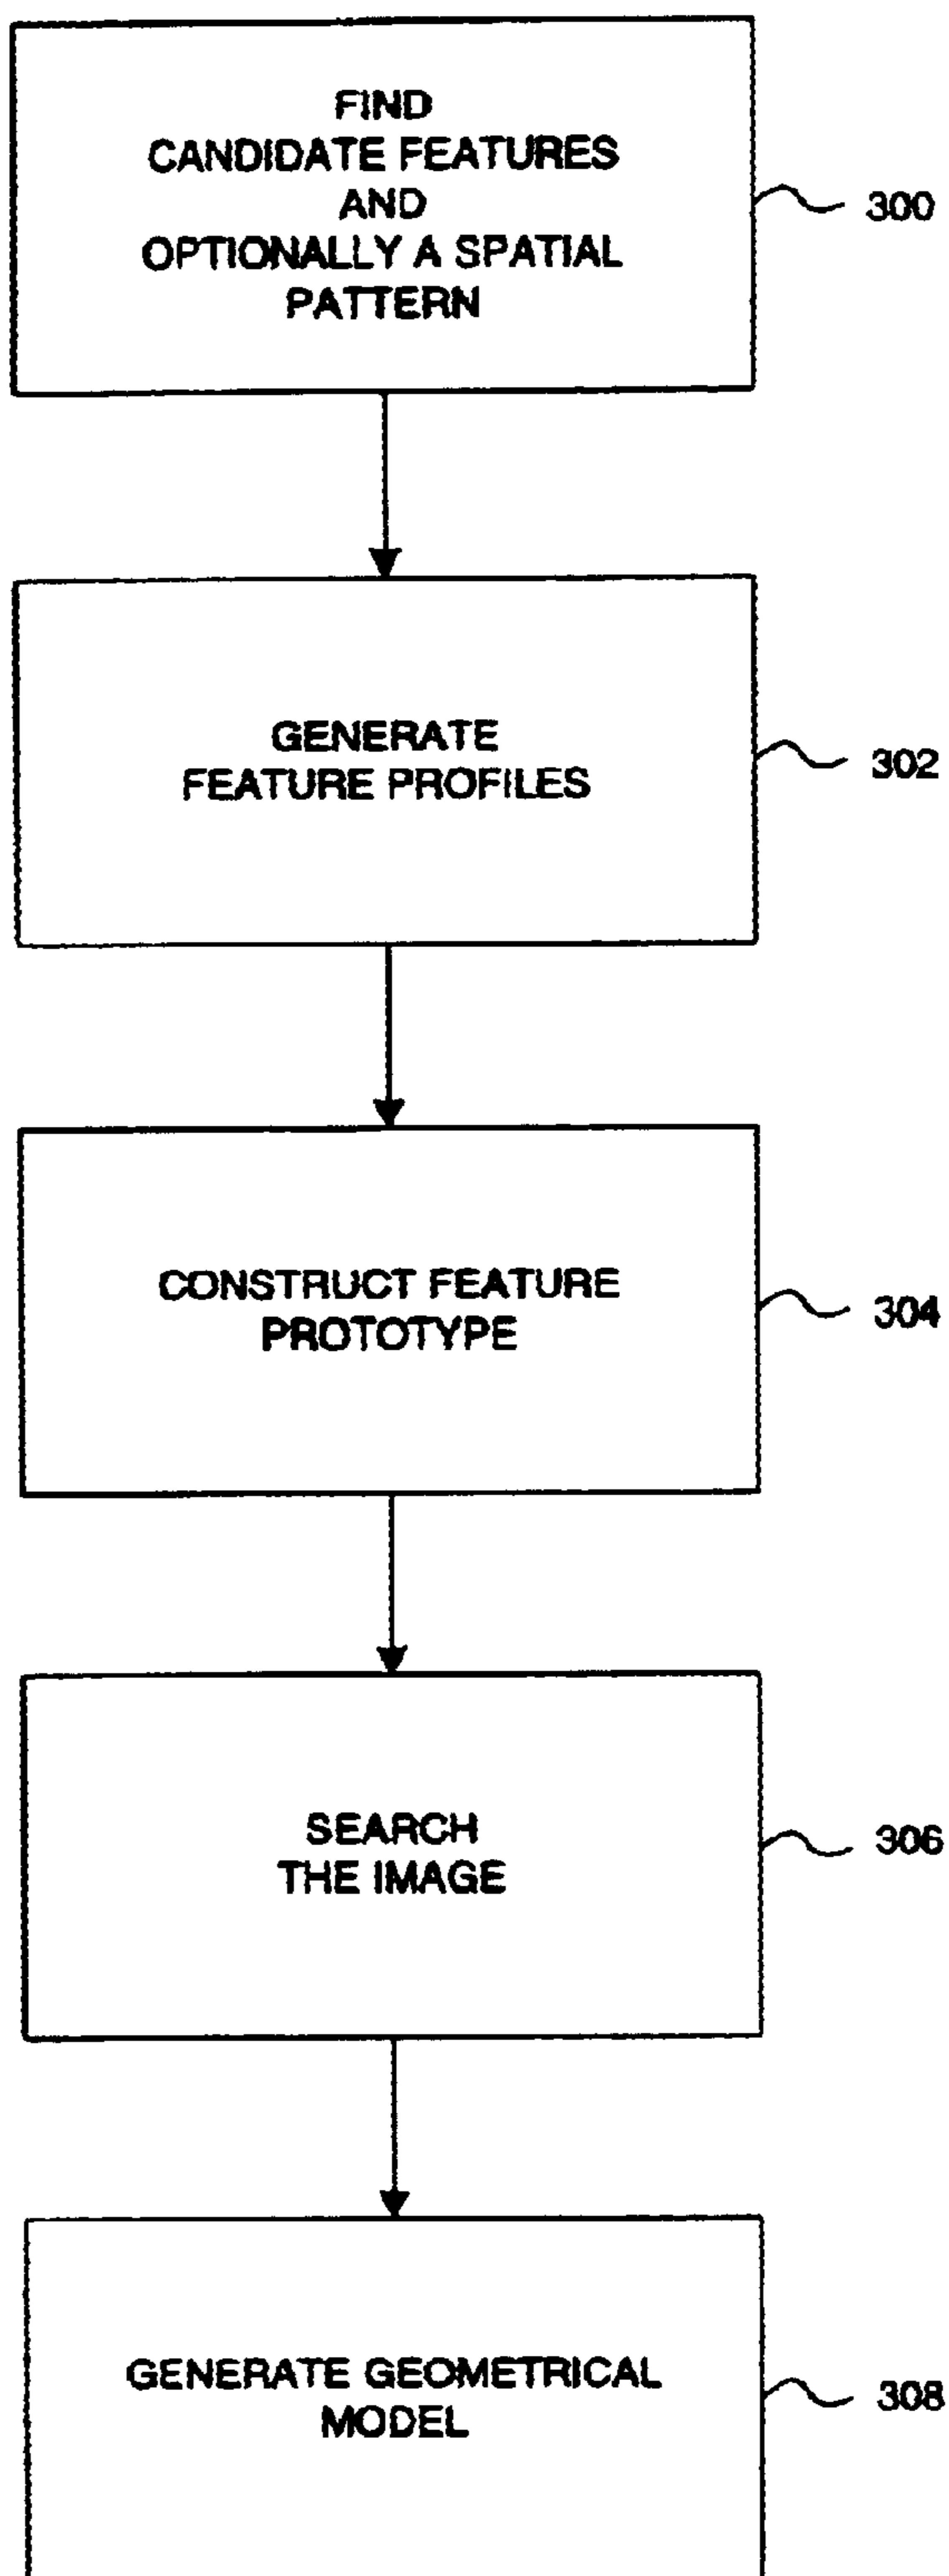 FIND
CANDIDATE FEATURES
AND
OPTIONALLY A SPATIAL
PATTERN
300
GENERATE
FEATURE PROFILES
302
CONSTRUCT FEATURE
PROTOTYPE
304
SEARCH
THE IMAGE
306
GENERATE GEOMETRICAL
MODEL
308